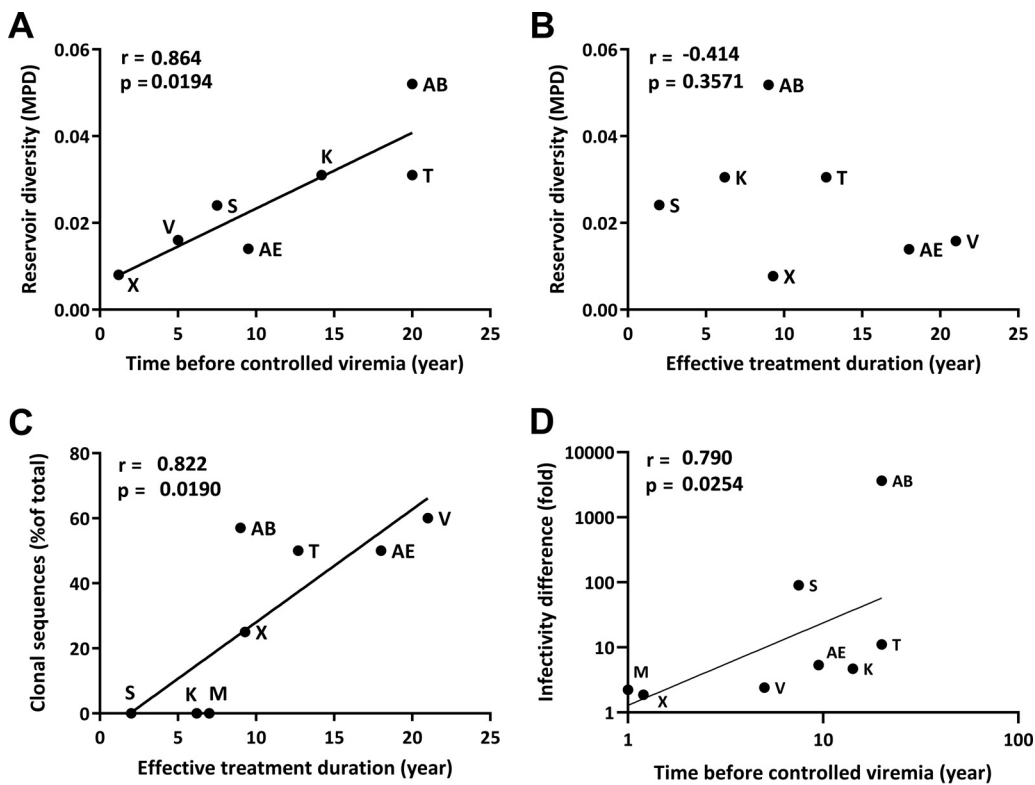 A
r = 0.864
p = 0.0194
Reservoir diversity (MPD)
0.06
0.04
0.02
0.00
AB
K
T
S
V
AE
X
0 5 10 15 20 25
Time before controlled viremia (year)
B
r = -0.414
p = 0.3571
Reservoir diversity (MPD)
0.06
0.04
0.02
0.00
AB
K
T
S
V
AE
X
0 5 10 15 20 25
Effective treatment duration (year)
C
r = 0.822
p = 0.0190
Clonal sequences (%of total)
80
60
40
20
0
V
AB
T
AE
X
S
K M
0 5 10 15 20 25
Effective treatment duration (year)
D
r = 0.790
p = 0.0254
Infectivity difference (fold)
10000
1000
100
10
1
AB
S
T
AE
K
M
V
X
1 10 100
Time before controlled viremia (year)